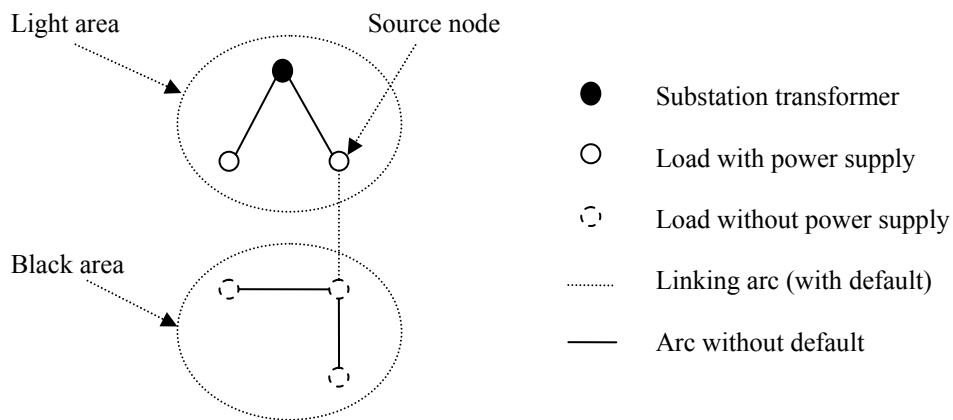 Light area
Source node
Substation transformer
Load with power supply
Load without power supply
Black area
Linking arc (with default)
Arc without default